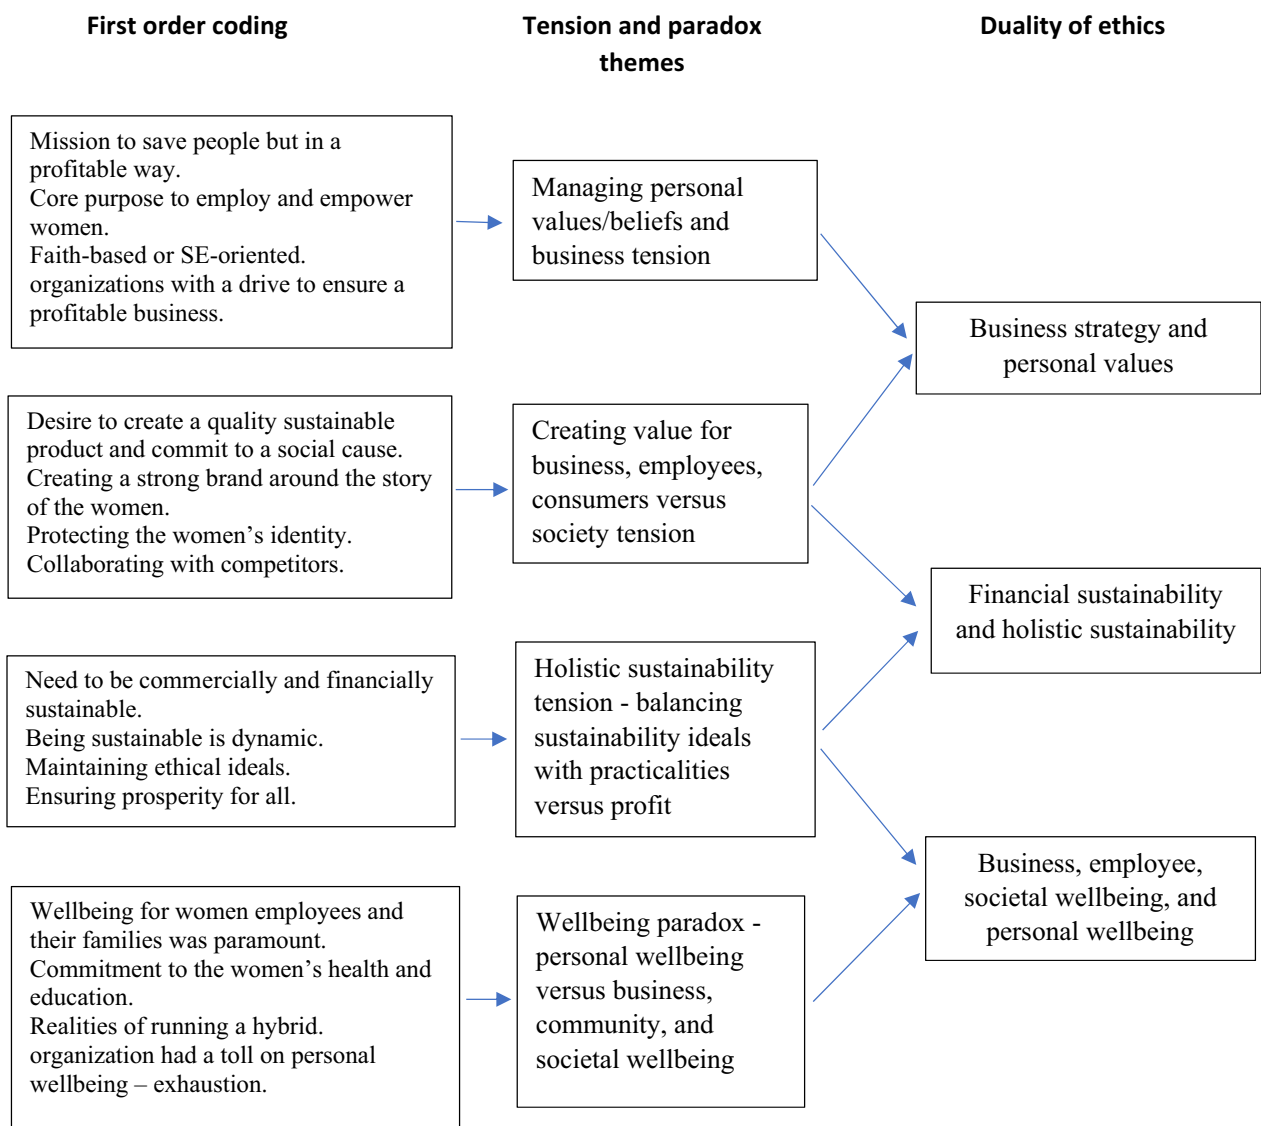 First order coding
Tension and paradox
themes
Duality of ethics
Mission to save people but in a
profitable way.
Core purpose to employ and empower
women.
Faith-based or SE-oriented.
organizations with a drive to ensure a
profitable business.
Managing personal
values/beliefs and
business tension
Business strategy and
personal values
Desire to create a quality sustainable
product and commit to a social cause.
Creating a strong brand around the story
of the women.
Protecting the women’s identity.
Collaborating with competitors.
Creating value for
business, employees,
consumers versus
society tension
Financial sustainability
and holistic sustainability
Need to be commercially and financially
sustainable.
Being sustainable is dynamic.
Maintaining ethical ideals.
Ensuring prosperity for all.
Holistic sustainability
tension - balancing
sustainability ideals
with practicalities
versus profit
Business, employee,
societal wellbeing, and
personal wellbeing
Wellbeing for women employees and
their families was paramount.
Commitment to the women’s health and
education.
Realities of running a hybrid.
organization had a toll on personal
wellbeing – exhaustion.
Wellbeing paradox -
personal wellbeing
versus business,
community, and
societal wellbeing